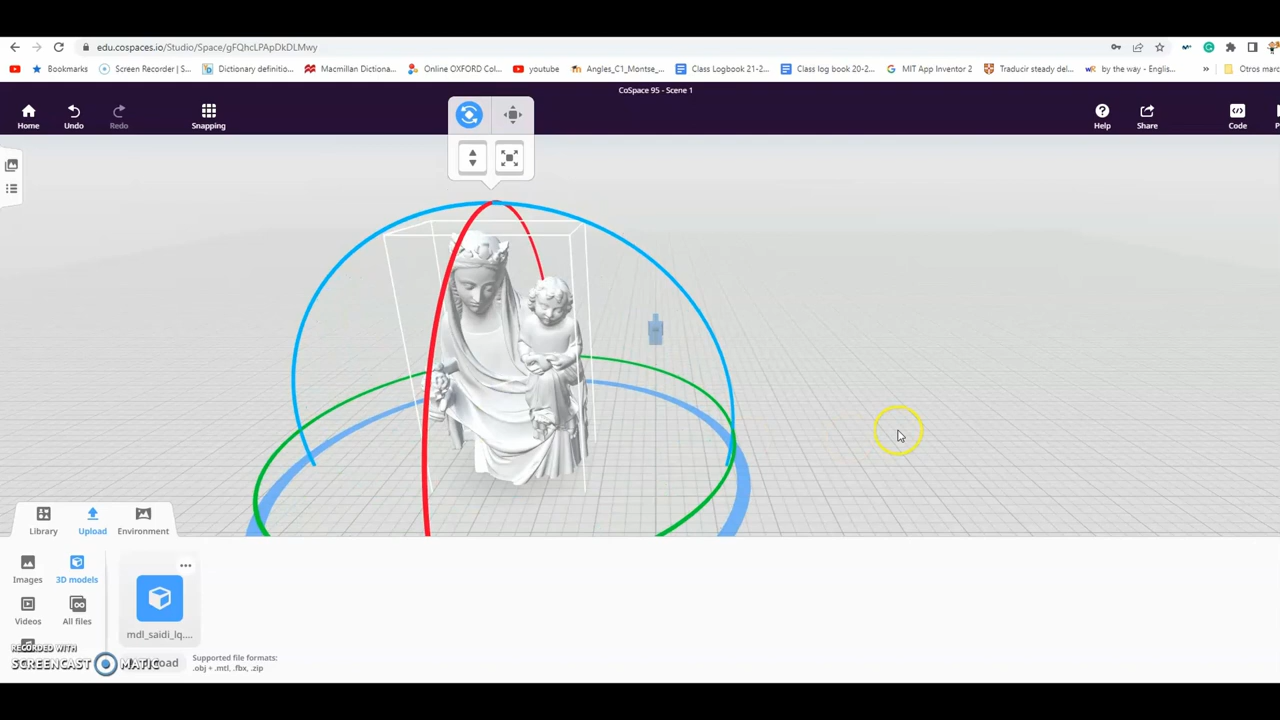 edu.cospaces.io/Studio/Space/gFQhcLPApDkDLMwy
Bookmarks
Screen Recorder | S...
Dictionary definitio...
Macmillan Dictiona...
Online OXFORD Col...
youtube
Angles_C1_Montse_...
Class Logbook 21-2...
Class log book 20-2...
MIT App Inventor 2
Traducir steady del...
by the way - Englis...
»
Otros marc
CoSpace 95 - Scene 1
Home
Undo
Redo
Snapping
Help
Share
Code
Library
Upload
Environment
Images
3D models
Videos
All files
mdl_saidi_lq....
RECORDED WITH
SCREENCAST MATIC
Supported file formats:
.obj + .mtl, .fbx, .zip